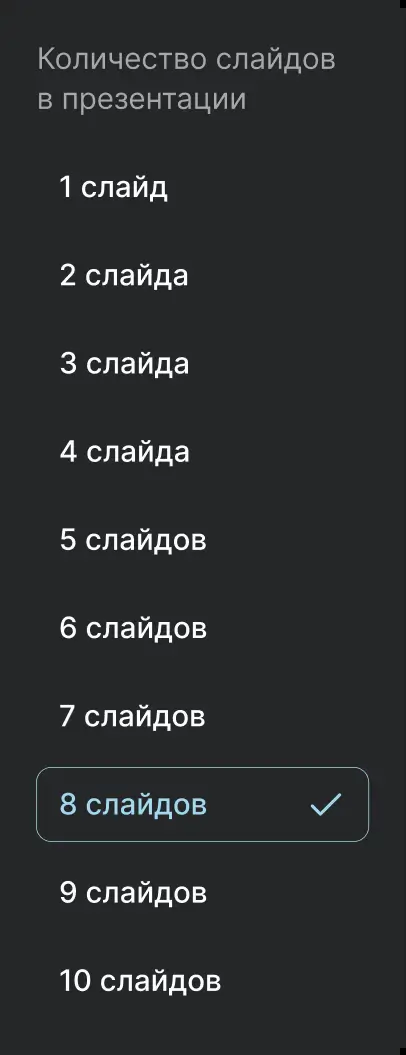 Количество слайдов
в презентации
1 слайд
2 слайда
3 слайда
4 слайда
5 слайдов
6 слайдов
7 слайдов
8 слайдов
9 слайдов
10 слайдов